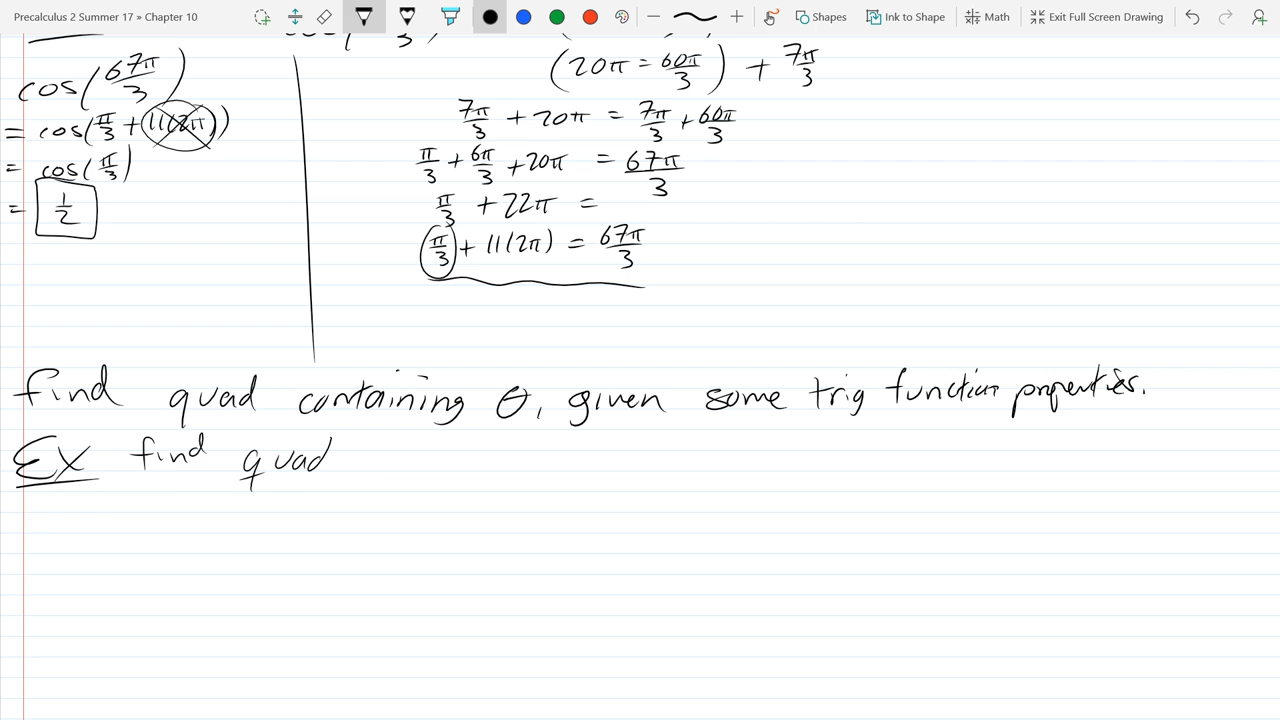 Precalculus 2 Summer 17 » Chapter 10
Shapes
Ink to Shape
Math
Exit Full Screen Drawing
cos(67π/3)
= cos(π/3 + 11(2π))
= cos(π/3)
= 1/2
(20π = 60π/3) + 7π/3
7π/3 + 20π = 7π/3 + 60π/3
π/3 + 6π/3 + 20π = 67π/3
π/3 + 22π =
π/3 + 11(2π) = 67π/3
find quad containing θ, given some trig function properties.
EX find quad